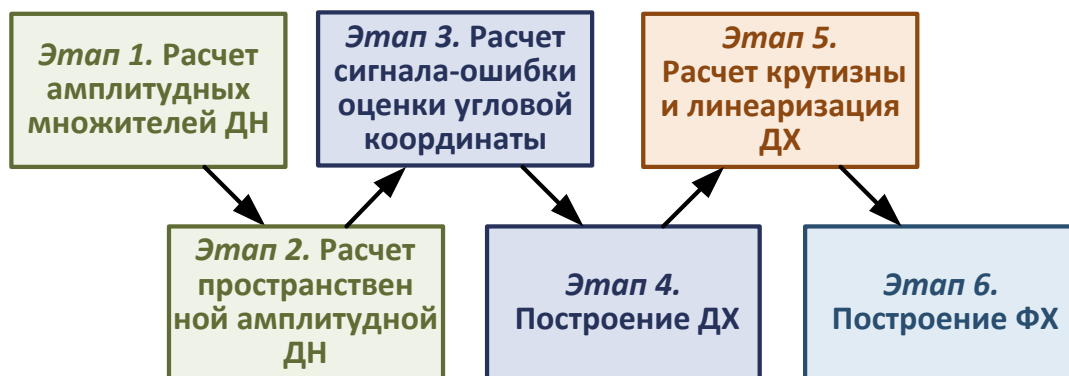 Этап 1. Расчет
амплитудных
множителей ДН
Этап 2. Расчет
пространствен
ной амплитудной
ДН
Этап 3. Расчет
сигнала-ошибки
оценки угловой
координаты
Этап 4.
Построение ДХ
Этап 5.
Расчет крутизны
и линеаризация
ДХ
Этап 6.
Построение ФХ